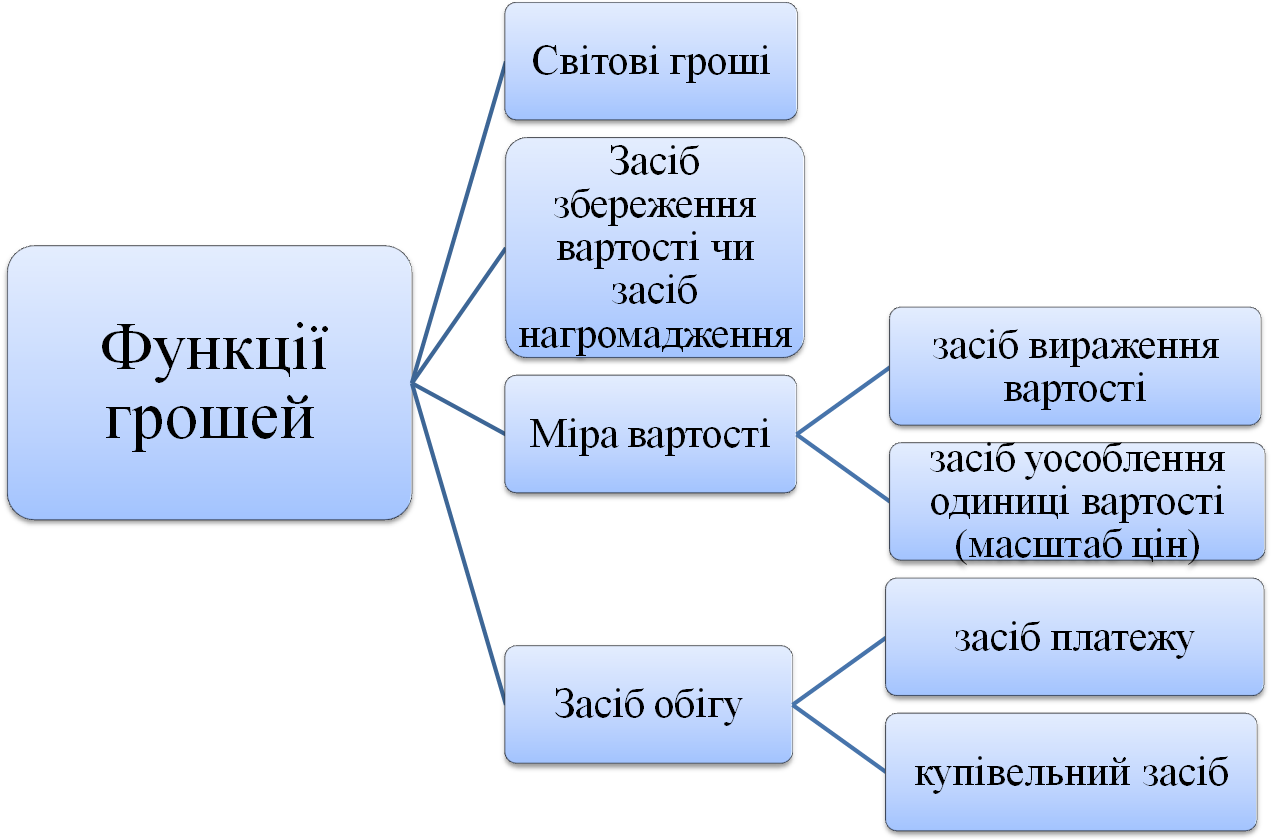 Функції
грошей
Світові гроші
Засіб
збереження
вартості чи
засіб
нагромадження
Міра вартості
засіб вираження
вартості
засіб уособлення
одиниці вартості
(масштаб цін)
Засіб обігу
засіб платежу
купівельний засіб